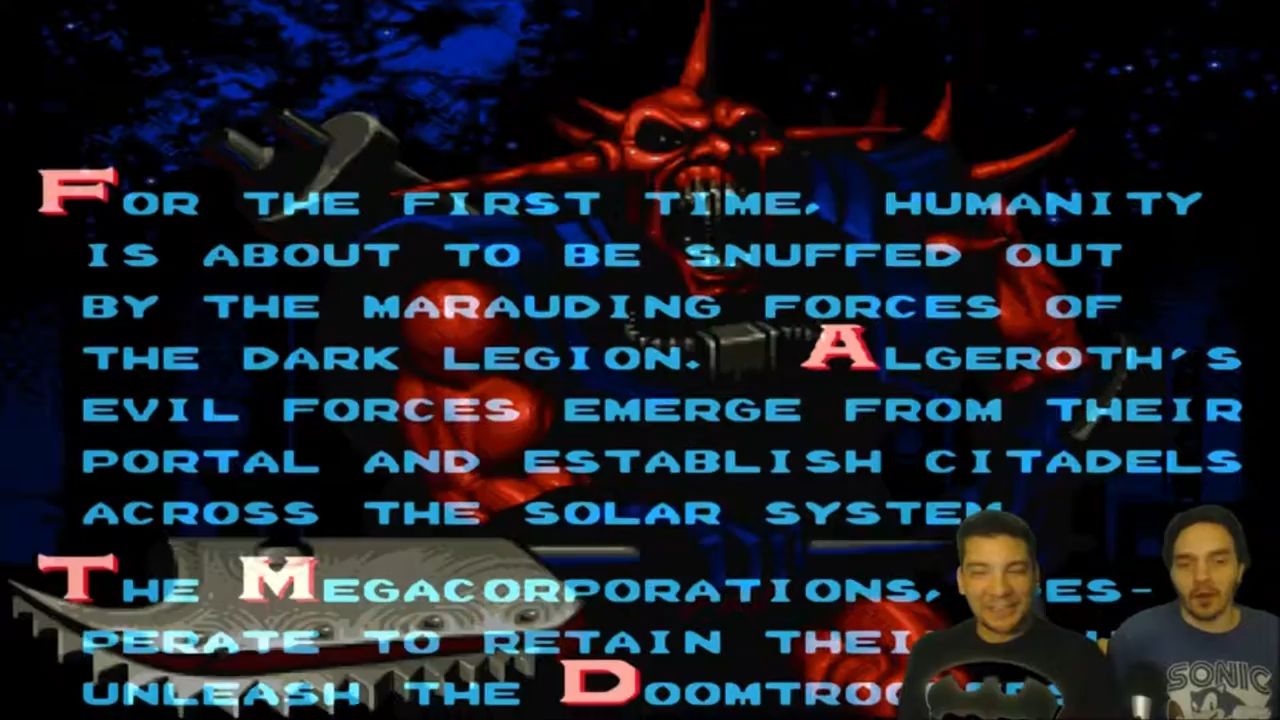 FOR THE FIRST TIME, HUMANITY
IS ABOUT TO BE SNUFFED OUT
BY THE MARAUDING FORCES OF
THE DARK LEGION. ALGEROTH'S
EVIL FORCES EMERGE FROM THEIR
PORTAL AND ESTABLISH CITADELS
ACROSS THE SOLAR SYSTEM
THE MEGACORPORATIONS,
PERATE TO RETAIN
UNLEASH THE
SONIC